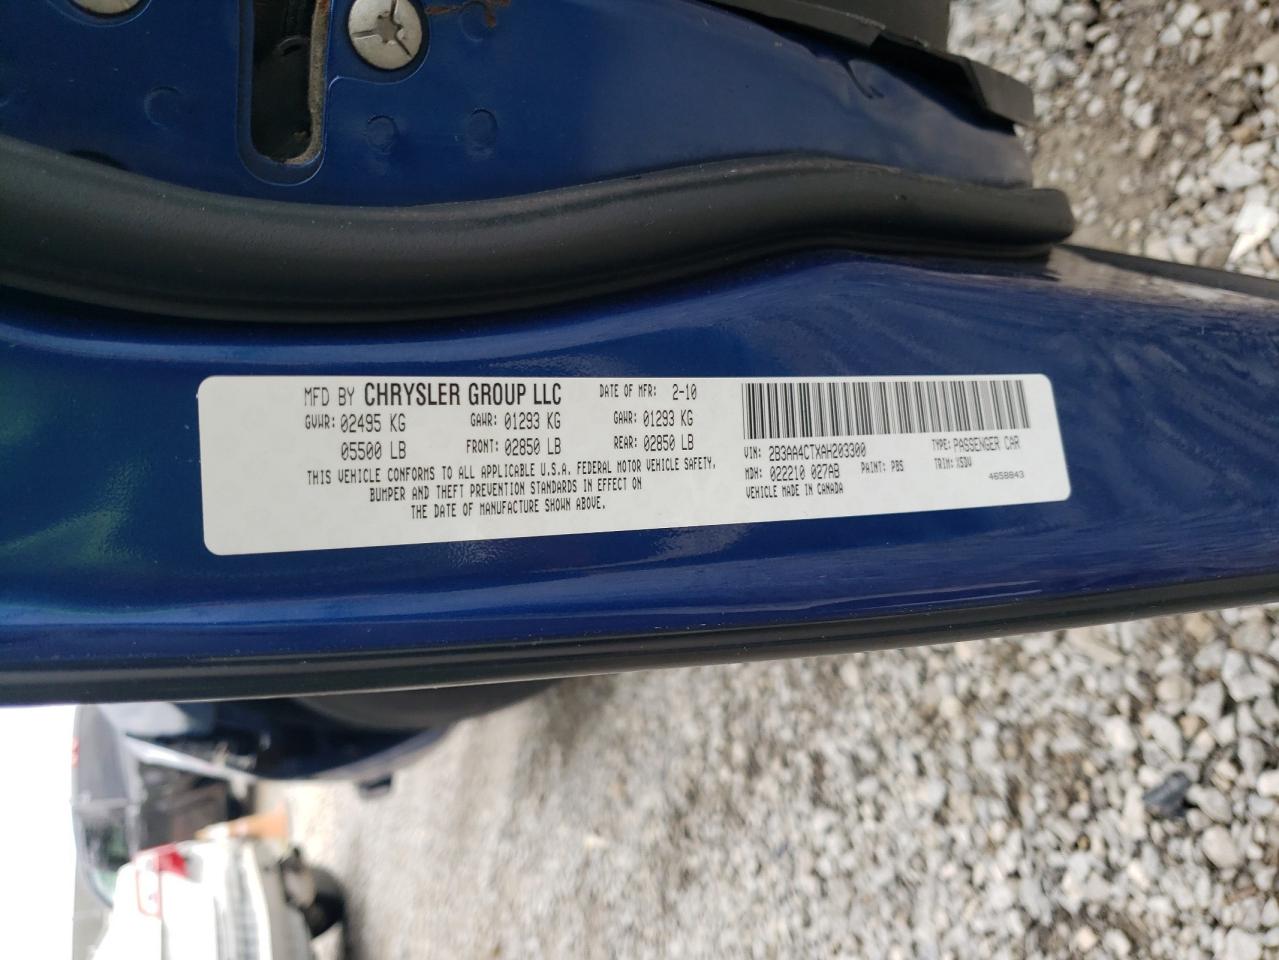 MFD BY CHRYSLER GROUP LLC DATE OF MFR: 2-10
GVWR: 02495 KG GAWR: 01293 KG GAWR: 01293 KG
05500 LB FRONT: 02850 LB REAR: 02850 LB
THIS VEHICLE CONFORMS TO ALL APPLICABLE U.S.A. FEDERAL MOTOR VEHICLE SAFETY,
BUMPER AND THEFT PREVENTION STANDARDS IN EFFECT ON
THE DATE OF MANUFACTURE SHOWN ABOVE.
VIN: 2B3AA4CTXAH203300 TYPE: PASSENGER CAR
MDH: 022210 027AB PAINT: PBS TRIM: X5DV
VEHICLE MADE IN CANADA 4658843